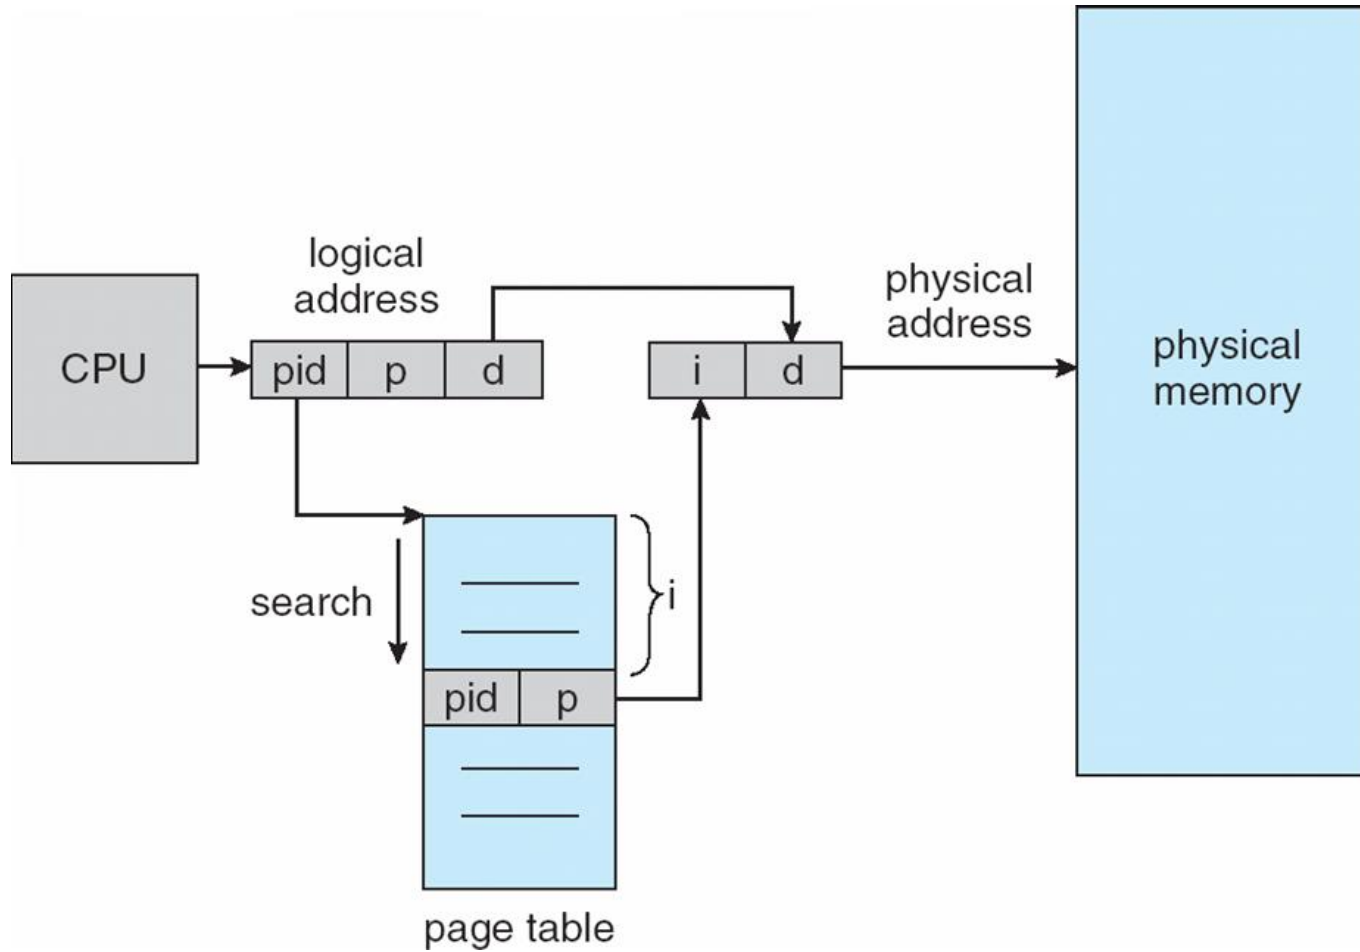 logical
address
physical
address
CPU
pid p d
i d
physical
memory
search
i
pid p
page table